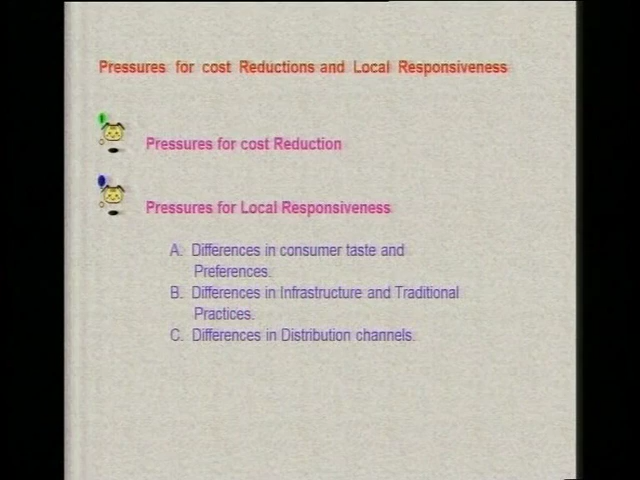 Pressures for cost Reductions and Local Responsiveness
Pressures for cost Reduction
Pressures for Local Responsiveness
A. Differences in consumer taste and
Preferences.
B. Differences in Infrastructure and Traditional
Practices.
C. Differences in Distribution channels.